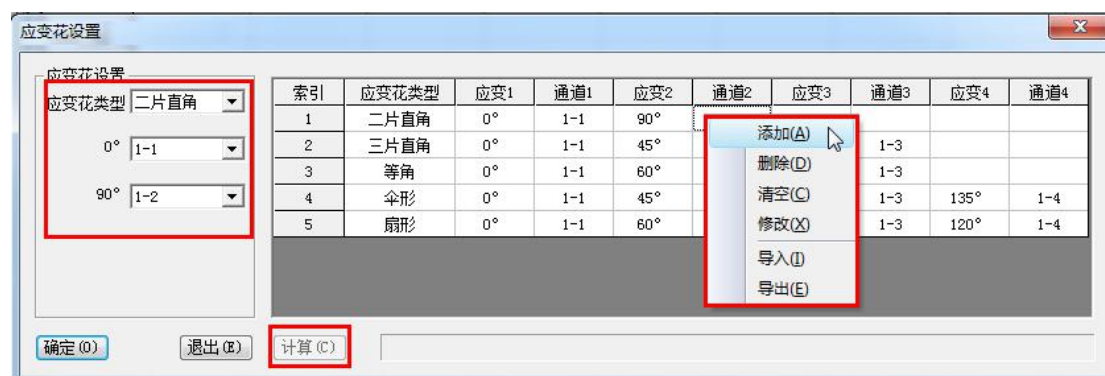 应变花设置
应变花设置
应变花类型 二片直角
0° 1-1
90° 1-2
索引 应变花类型 应变1 通道1 应变2 通道2 应变3 通道3 应变4 通道4
1 二片直角 0° 1-1 90°
2 三片直角 0° 1-1 45° 1-3
3 等角 0° 1-1 60° 1-3
4 伞形 0° 1-1 45° 1-3 135° 1-4
5 扇形 0° 1-1 60° 1-3 120° 1-4
添加(A)
删除(D)
清空(C)
修改(X)
导入(I)
导出(E)
确定(O) 退出(E) 计算(C)